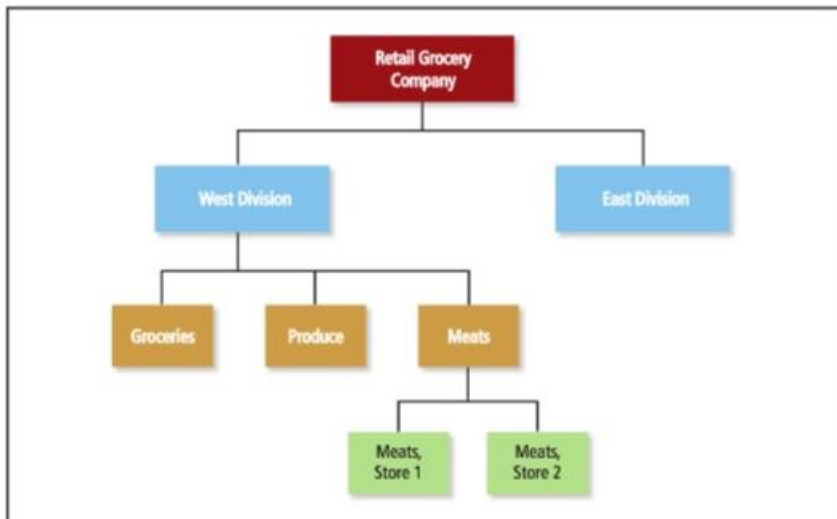 Retail Grocery
Company
West Division
East Division
Groceries
Produce
Meats
Meats,
Store 1
Meats,
Store 2